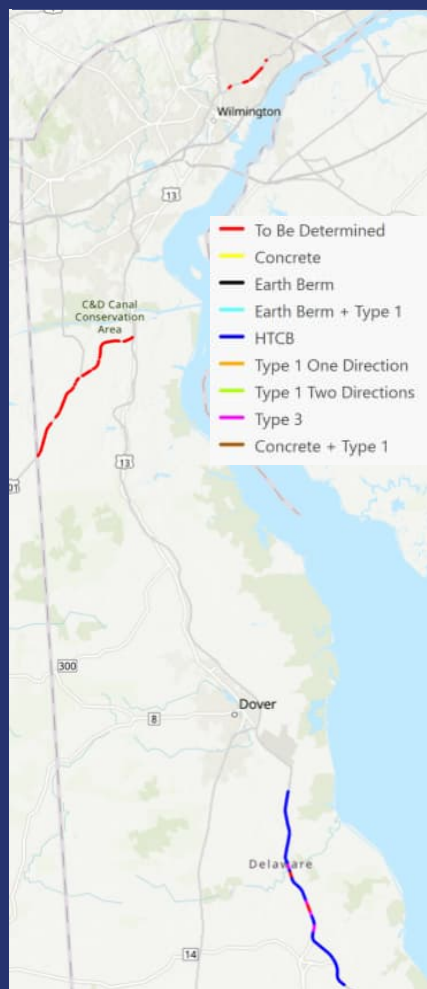 Wilmington
13
To Be Determined
Concrete
Earth Berm
Earth Berm + Type 1
HTCB
Type 1 One Direction
Type 1 Two Directions
Type 3
Concrete + Type 1
C&D Canal
Conservation
Area
13
01
300
8
Dover
Delaware
14